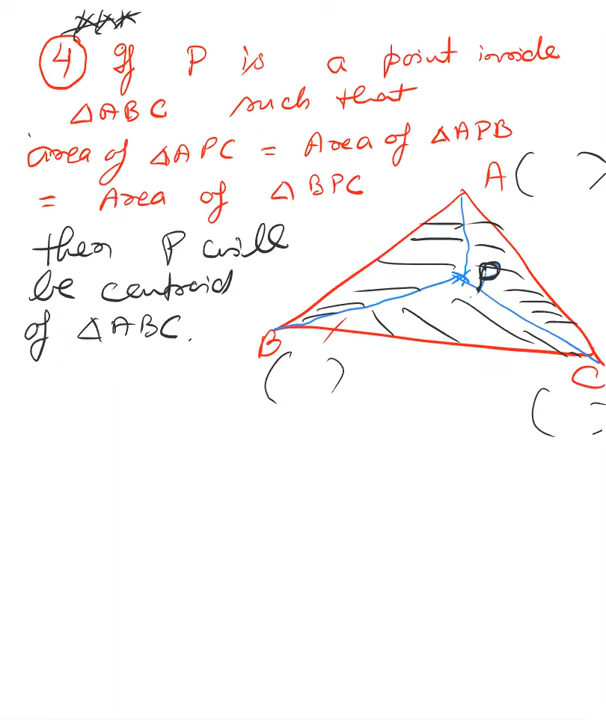 ④ If P is a point inside
△ABC such that
area of △APC = Area of △APB
= Area of △BPC
then P will
be centroid
of △ABC.
A ( )
P
B
( )
C
( )